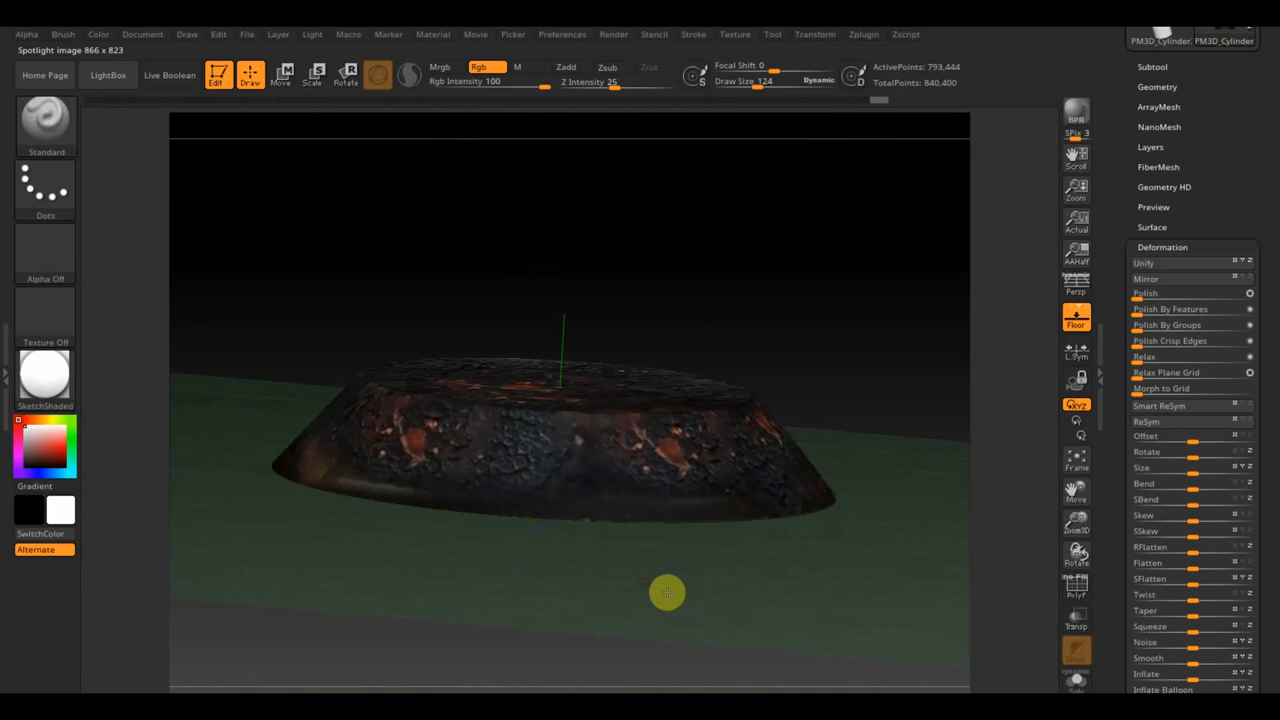 Alpha Brush Color Document Draw Edit File Layer Light Macro Marker Material Movie Picker Preferences Render Stencil Stroke Texture Tool Transform Zplugin Zscript
Spotlight image 866 x 823
PM3D_Cylinder. PM3D_Cylinder.
Home Page LightBox Live Boolean Edit Draw Move Scale Rotate
Mrgb Rgb M Zadd Zsub Zcut
Rgb Intensity 100 Z Intensity 25
S
Focal Shift 0
Draw Size 124 Dynamic
D
ActivePoints: 793,444
TotalPoints: 840,400
Standard
Dots
Alpha Off
Texture Off
SketchShaded
Gradient
SwitchColor
Alternate
BPR
SPix 3
Scroll
Zoom
Actual
AAHalf
Dynamic
Persp
Floor
L.Sym
XYZ
Frame
Move
Zoom3D
Rotate
Line Fill
PolyF
Transp
Ghost
Dynamic
Solo
Subtool
Geometry
ArrayMesh
NanoMesh
Layers
FiberMesh
Geometry HD
Preview
Surface
Deformation
Unify
Mirror
Polish
Polish By Features
Polish By Groups
Polish Crisp Edges
Relax
Relax Plane Grid
Morph to Grid
Smart ReSym
ReSym
Offset
Rotate
Size
Bend
SBend
Skew
SSkew
RFlatten
Flatten
SFlatten
Twist
Taper
Squeeze
Noise
Smooth
Inflate
Inflate Balloon